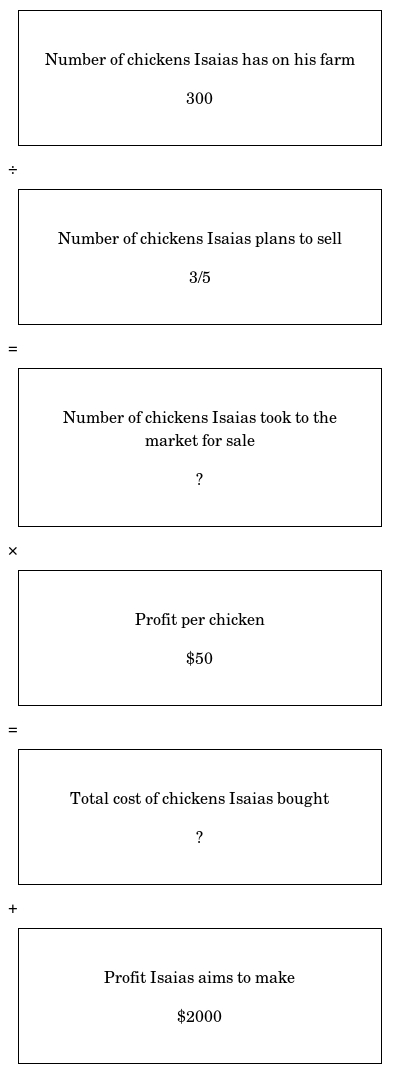 Number of chickens Isaias has on his farm
300
÷
Number of chickens Isaias plans to sell
3/5
=
Number of chickens Isaias took to the
market for sale
?
×
Profit per chicken
$50
=
Total cost of chickens Isaias bought
?
+
Profit Isaias aims to make
$2000